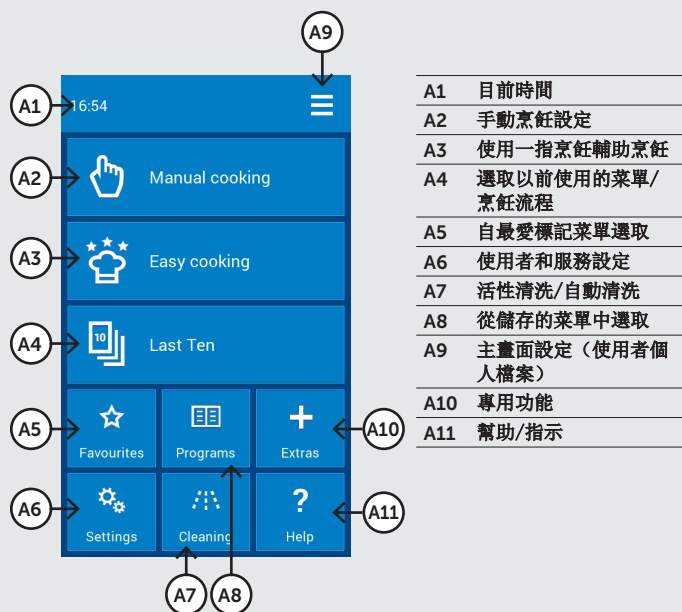 A9
A1
16:54
A2
Manual cooking
A3
Easy cooking
A4
10
Last Ten
A5
Favourites
Programs
Extras
A10
A6
Settings
Cleaning
?
Help
A11
A7
A8
A1 目前時間
A2 手動烹飪設定
A3 使用一指烹飪輔助烹飪
A4 選取以前使用的菜單/
烹飪流程
A5 自最愛標記菜單選取
A6 使用者和服務設定
A7 活性清洗/自動清洗
A8 從儲存的菜單中選取
A9 主畫面設定（使用者個
人檔案）
A10 專用功能
A11 幫助/指示